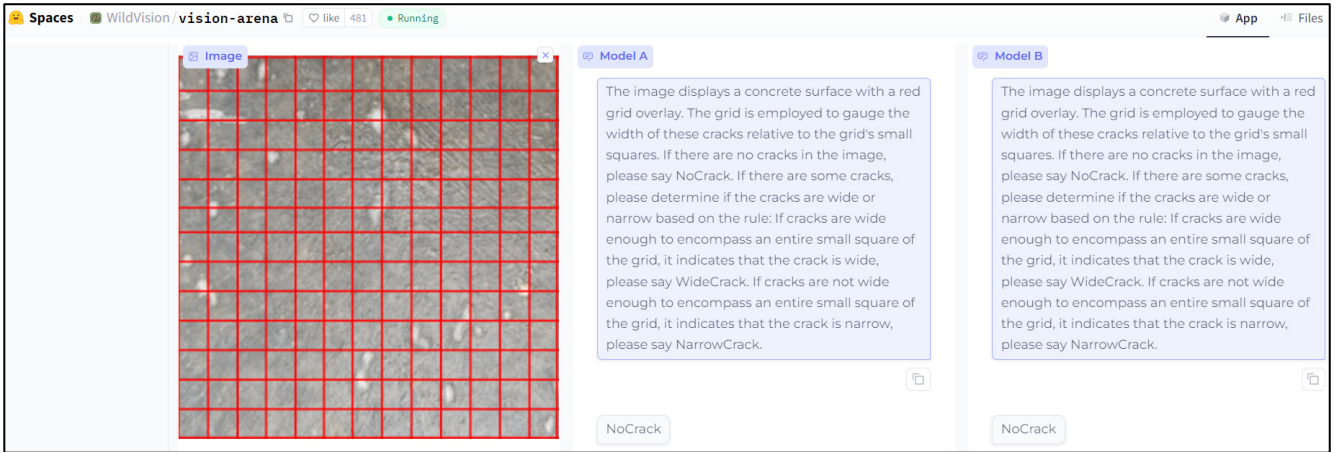 Spaces WildVision/vision-arena like 481 Running App Files
Image
Model A
The image displays a concrete surface with a red
grid overlay. The grid is employed to gauge the
width of these cracks relative to the grid's small
squares. If there are no cracks in the image,
please say NoCrack. If there are some cracks,
please determine if the cracks are wide or
narrow based on the rule: If cracks are wide
enough to encompass an entire small square of
the grid, it indicates that the crack is wide,
please say WideCrack. If cracks are not wide
enough to encompass an entire small square of
the grid, it indicates that the crack is narrow,
please say NarrowCrack.
NoCrack
Model B
The image displays a concrete surface with a red
grid overlay. The grid is employed to gauge the
width of these cracks relative to the grid's small
squares. If there are no cracks in the image,
please say NoCrack. If there are some cracks,
please determine if the cracks are wide or
narrow based on the rule: If cracks are wide
enough to encompass an entire small square of
the grid, it indicates that the crack is wide,
please say WideCrack. If cracks are not wide
enough to encompass an entire small square of
the grid, it indicates that the crack is narrow,
please say NarrowCrack.
NoCrack